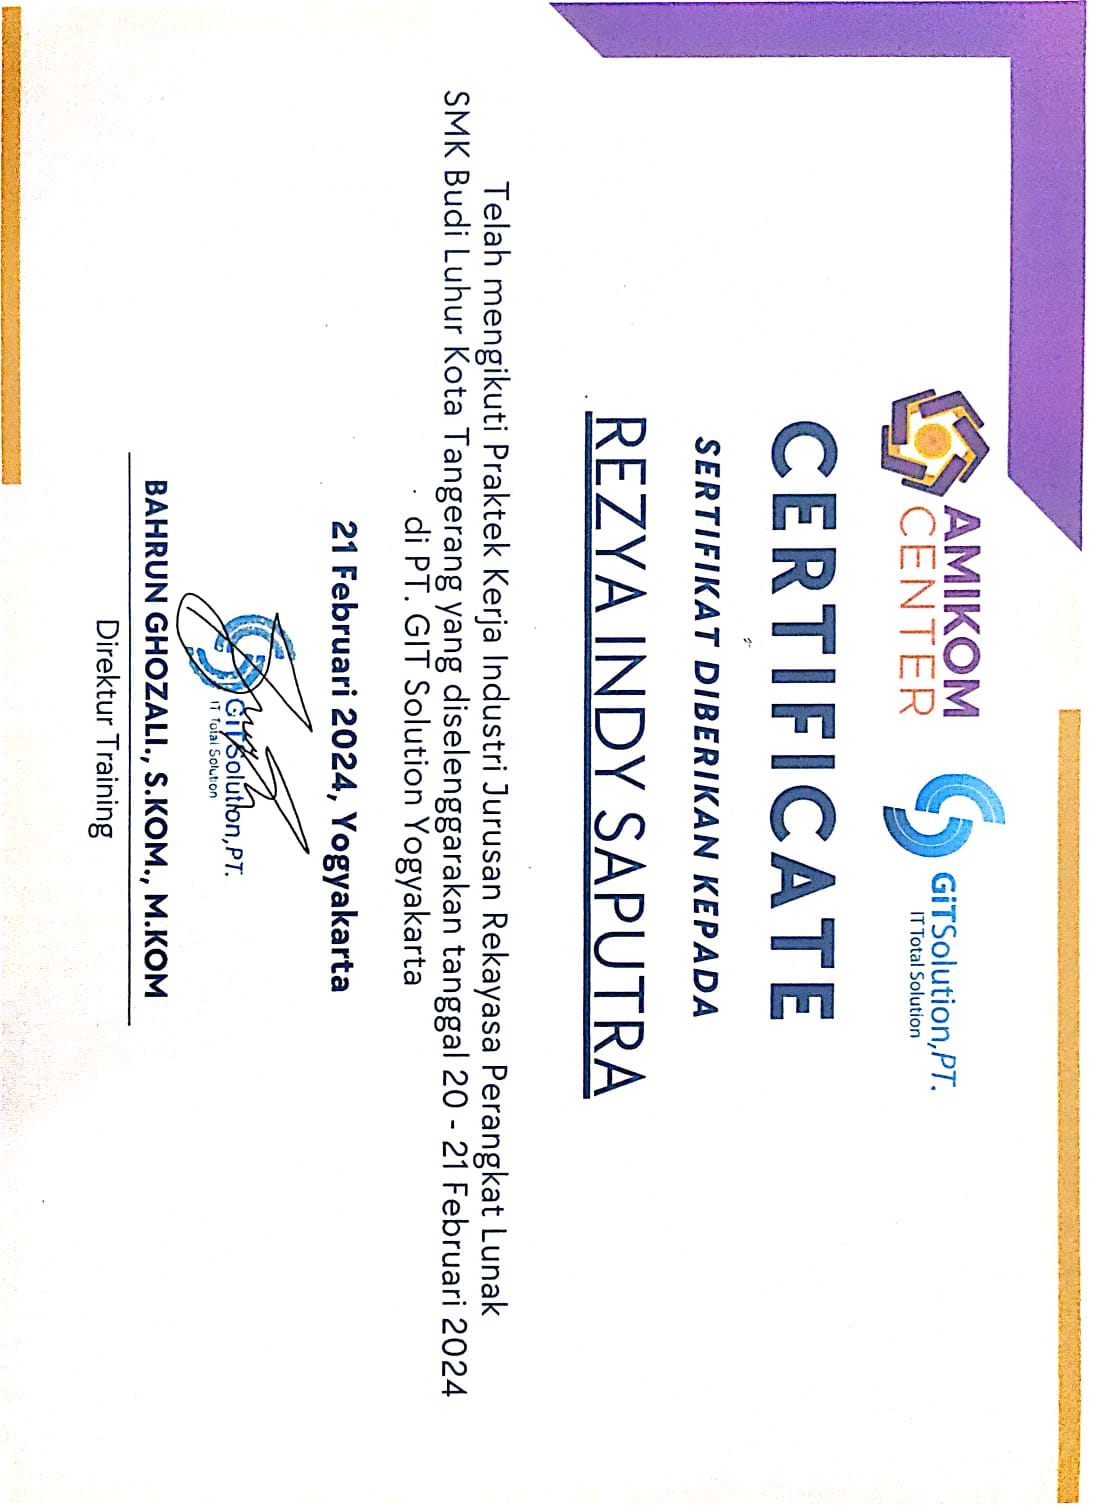 AMIKOM
CENTER
GiTSolution,PT.
IT Total Solution
CERTIFICATE
SERTIFIKAT DIBERIKAN KEPADA
REZYA INDY SAPUTRA
Telah mengikuti Praktek Kerja Industri Jurusan Rekayasa Perangkat Lunak
SMK Budi Luhur Kota Tangerang yang diselenggarakan tanggal 20 - 21 Februari 2024
di PT. GIT Solution Yogyakarta
21 Februari 2024, Yogyakarta
GiTSolution,PT.
IT Total Solution
BAHRUN GHOZALI., S.KOM., M.KOM
Direktur Training